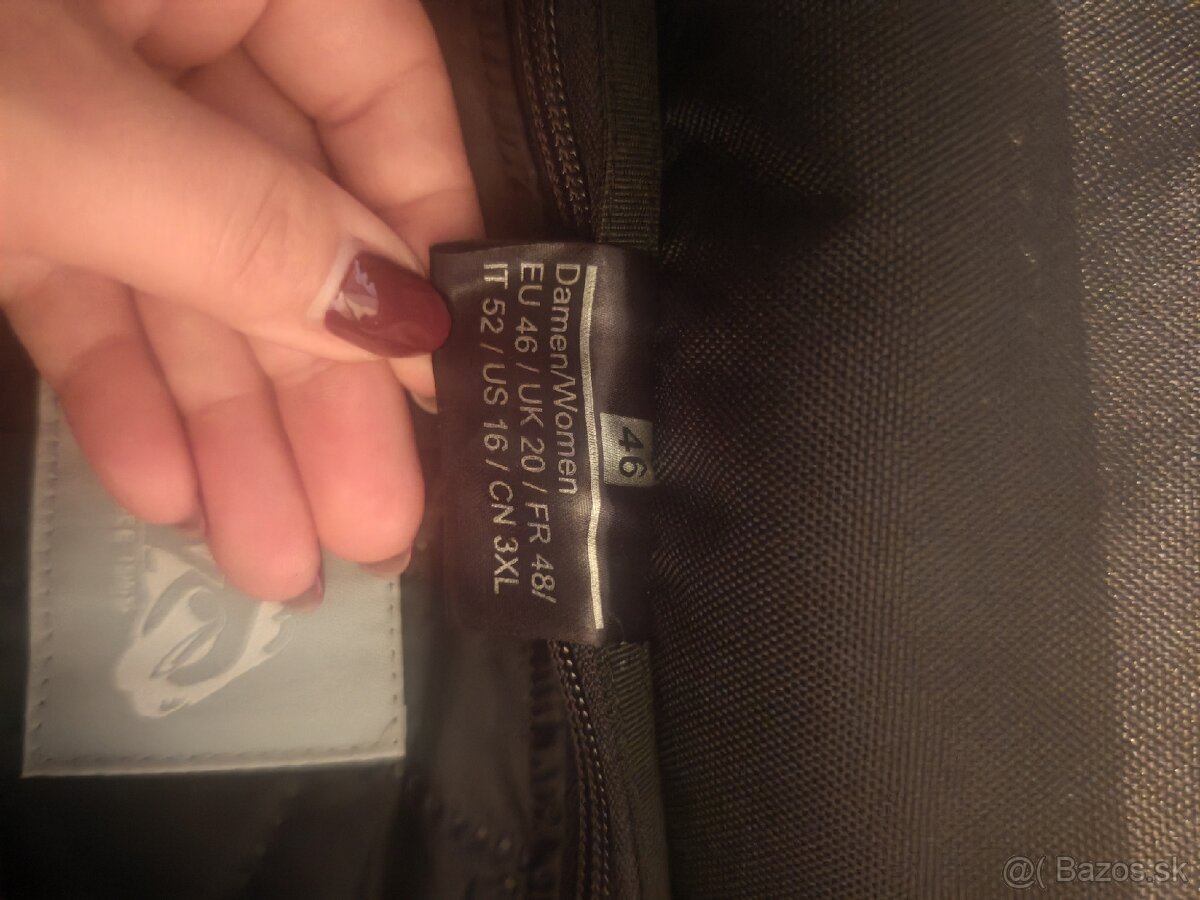 46
Damen/Women
EU 46 / UK 20 / FR 48/
IT 52 / US 16 / CN 3XL
@( Bazos.sk